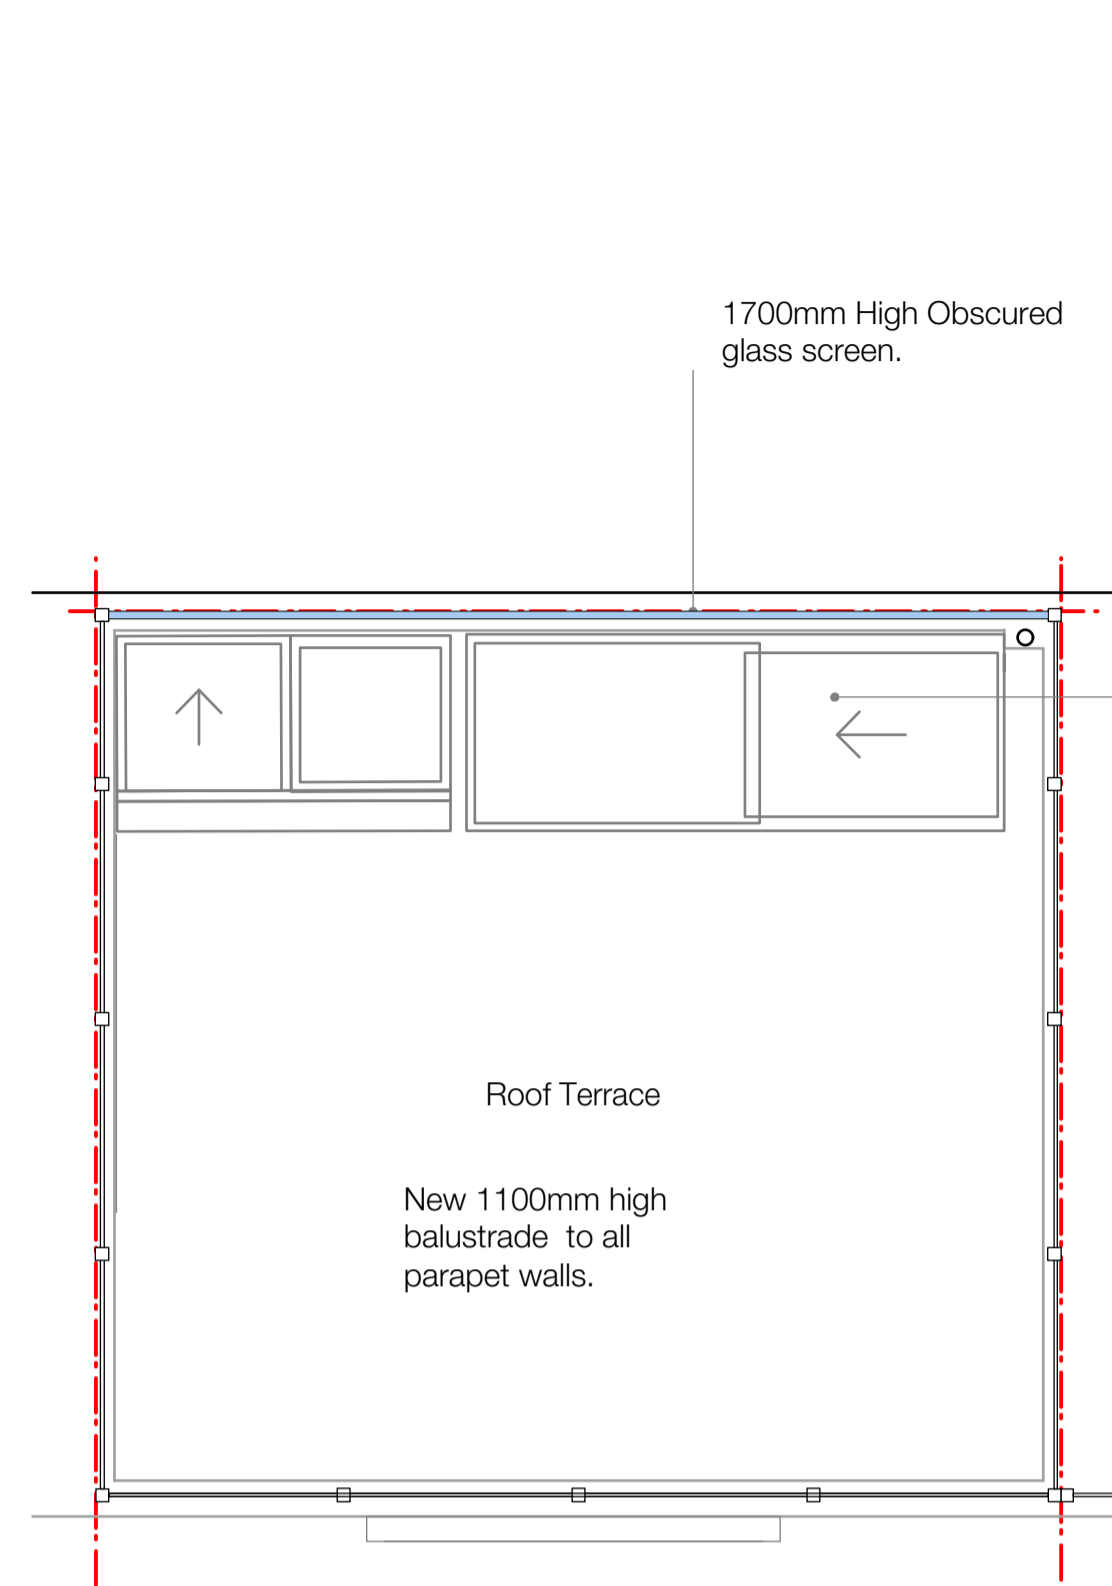 1700mm High Obscured
glass screen.
Roof Terrace
New 1100mm high
balustrade  to all
parapet walls.